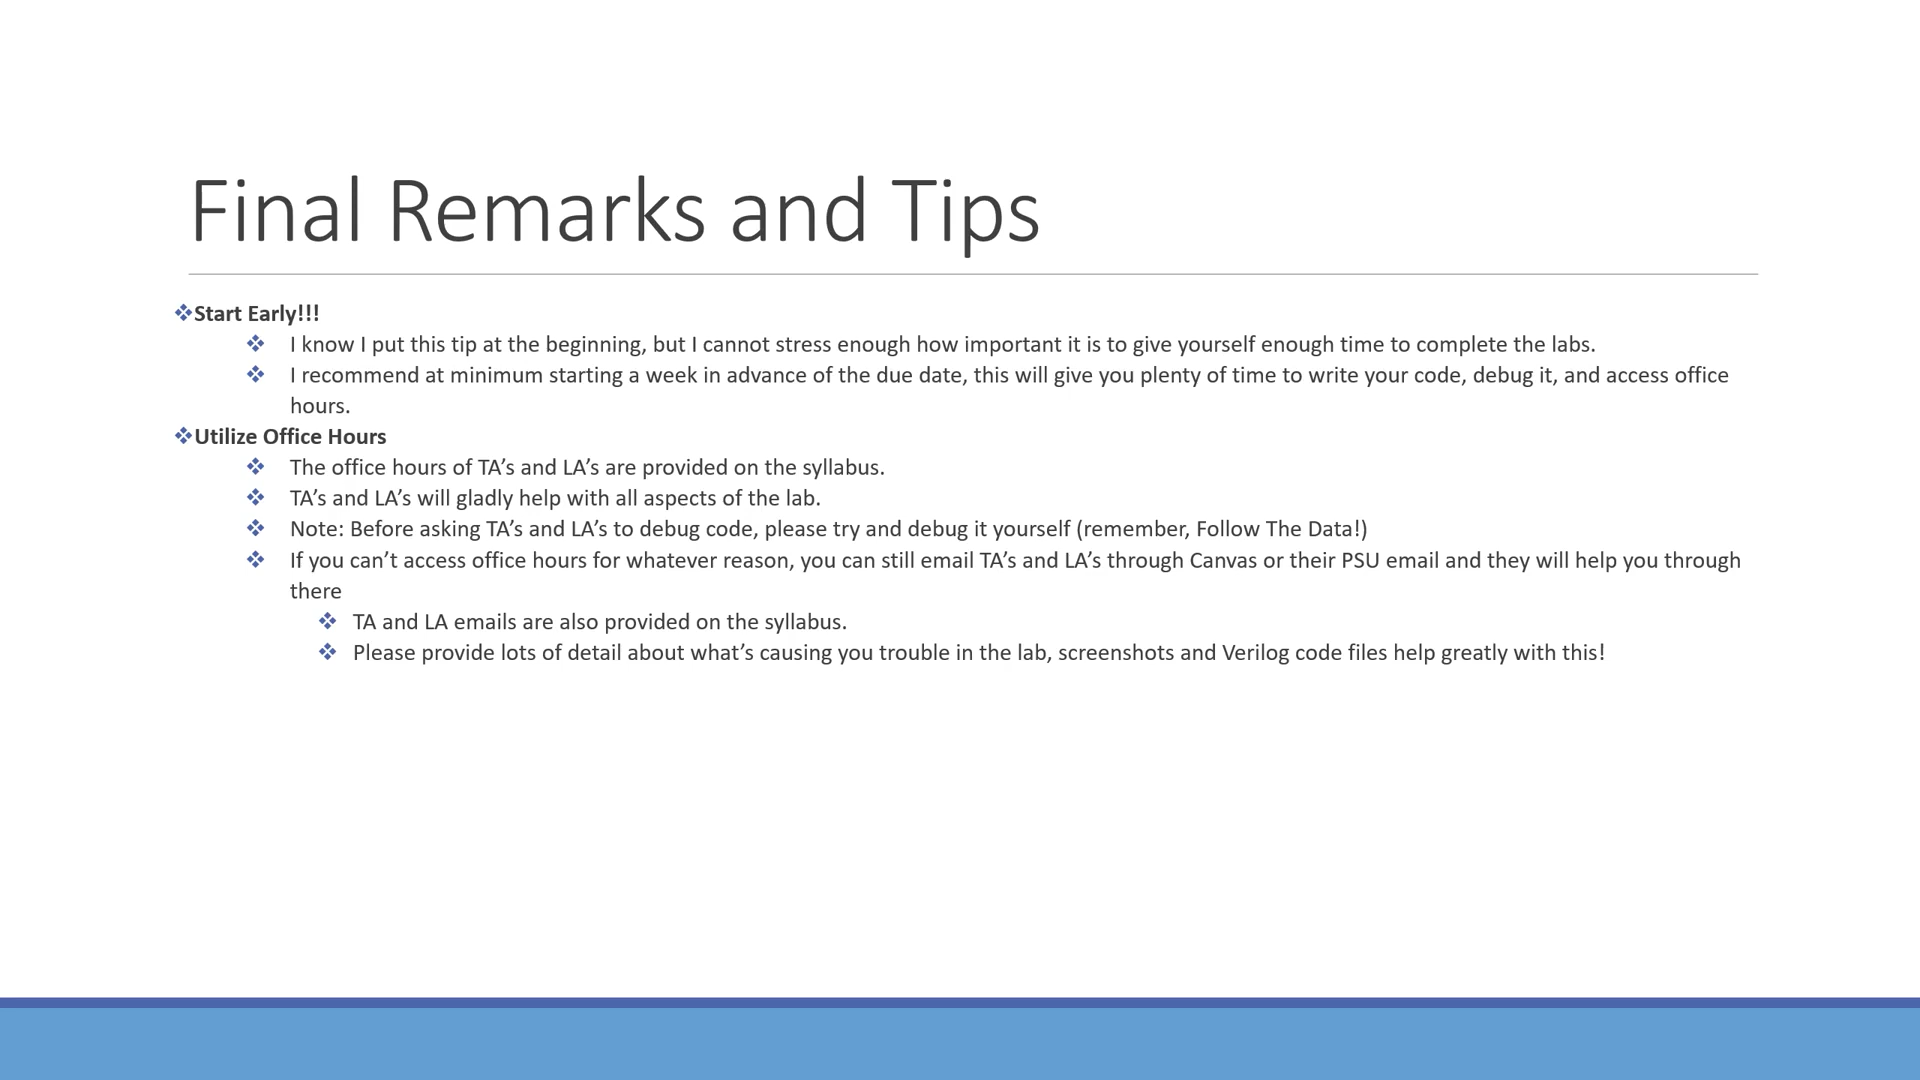 Final Remarks and Tips
❖Start Early!!!
❖ I know I put this tip at the beginning, but I cannot stress enough how important it is to give yourself enough time to complete the labs.
❖ I recommend at minimum starting a week in advance of the due date, this will give you plenty of time to write your code, debug it, and access office
hours.
❖Utilize Office Hours
❖ The office hours of TA’s and LA’s are provided on the syllabus.
❖ TA’s and LA’s will gladly help with all aspects of the lab.
❖ Note: Before asking TA’s and LA’s to debug code, please try and debug it yourself (remember, Follow The Data!)
❖ If you can’t access office hours for whatever reason, you can still email TA’s and LA’s through Canvas or their PSU email and they will help you through
there
❖ TA and LA emails are also provided on the syllabus.
❖ Please provide lots of detail about what’s causing you trouble in the lab, screenshots and Verilog code files help greatly with this!